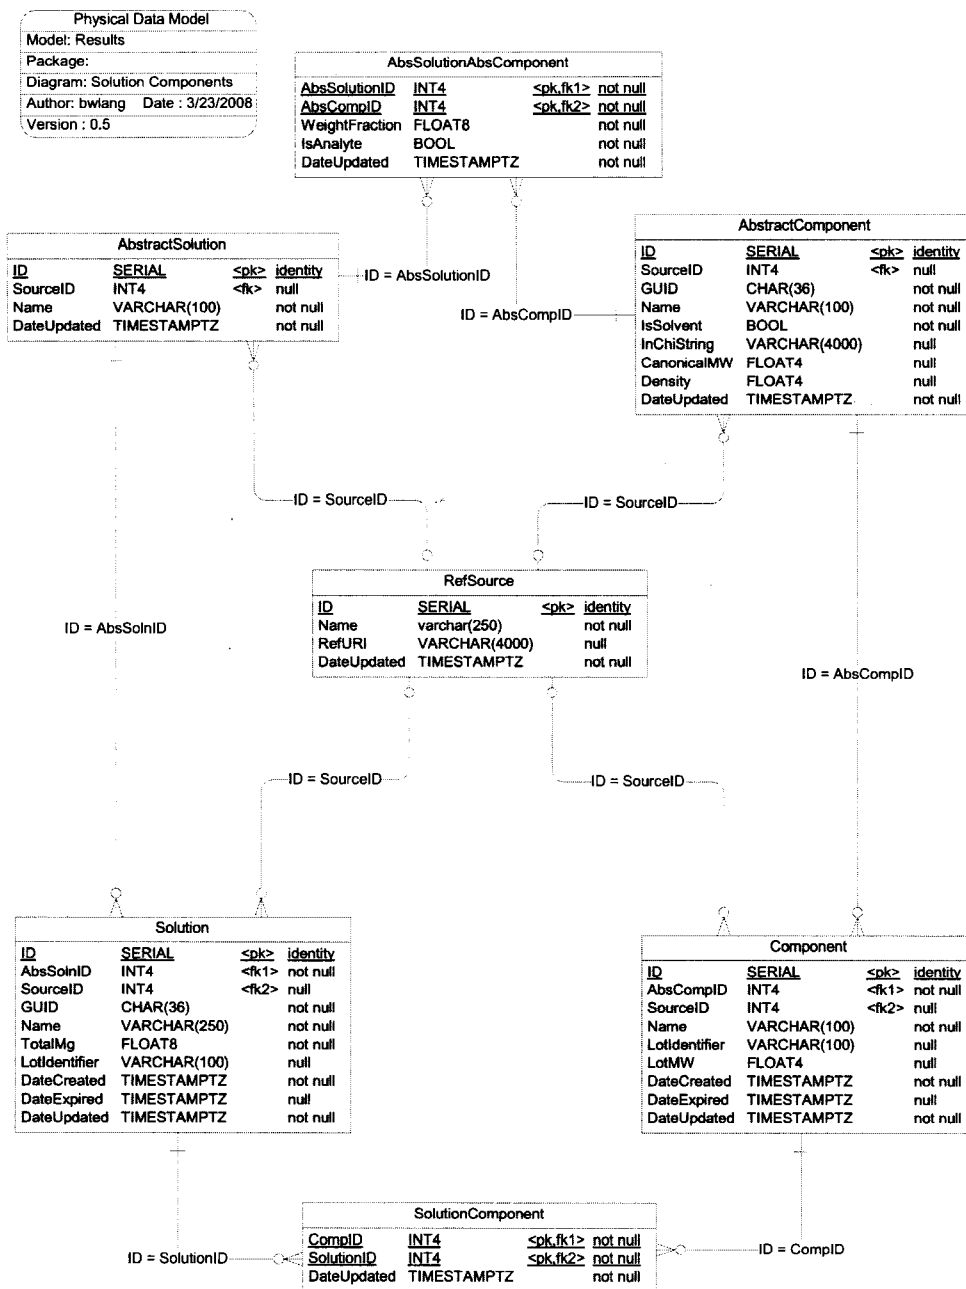 Physical Data Model
Model: Results
Package:
Diagram: Solution Components
Author: bwlang Date : 3/23/2008
Version : 0.5
AbsSolutionAbsComponent
AbsSolutionID INT4 <pk,fk1> not null
AbsCompID INT4 <pk,fk2> not null
WeightFraction FLOAT8 not null
IsAnalyte BOOL not null
DateUpdated TIMESTAMPTZ not null
AbstractSolution
ID SERIAL <pk> identity
SourceID INT4 <fk> null
Name VARCHAR(100) not null
DateUpdated TIMESTAMPTZ not null
ID = AbsSolutionID
ID = AbsCompID
AbstractComponent
ID SERIAL <pk> identity
SourceID INT4 <fk> null
GUID CHAR(36) not null
Name VARCHAR(100) not null
IsSolvent BOOL not null
InChiString VARCHAR(4000) null
CanonicalMW FLOAT4 null
Density FLOAT4 null
DateUpdated TIMESTAMPTZ not null
ID = SourceID
ID = SourceID
RefSource
ID SERIAL <pk> identity
Name varchar(250) not null
RefURI VARCHAR(4000) null
DateUpdated TIMESTAMPTZ not null
ID = AbsSolnID
ID = AbsCompID
ID = SourceID
ID = SourceID
Solution
ID SERIAL <pk> identity
AbsSolnID INT4 <fk1> not null
SourceID INT4 <fk2> null
GUID CHAR(36) not null
Name VARCHAR(250) not null
TotalMg FLOAT8 not null
LotIdentifier VARCHAR(100) null
DateCreated TIMESTAMPTZ not null
DateExpired TIMESTAMPTZ null
DateUpdated TIMESTAMPTZ not null
Component
ID SERIAL <pk> identity
AbsCompID INT4 <fk1> not null
SourceID INT4 <fk2> null
Name VARCHAR(100) not null
LotIdentifier VARCHAR(100) null
LotMW FLOAT4 null
DateCreated TIMESTAMPTZ not null
DateExpired TIMESTAMPTZ null
DateUpdated TIMESTAMPTZ not null
SolutionComponent
CompID INT4 <pk,fk1> not null
SolutionID INT4 <pk,fk2> not null
DateUpdated TIMESTAMPTZ not null
ID = SolutionID
ID = CompID